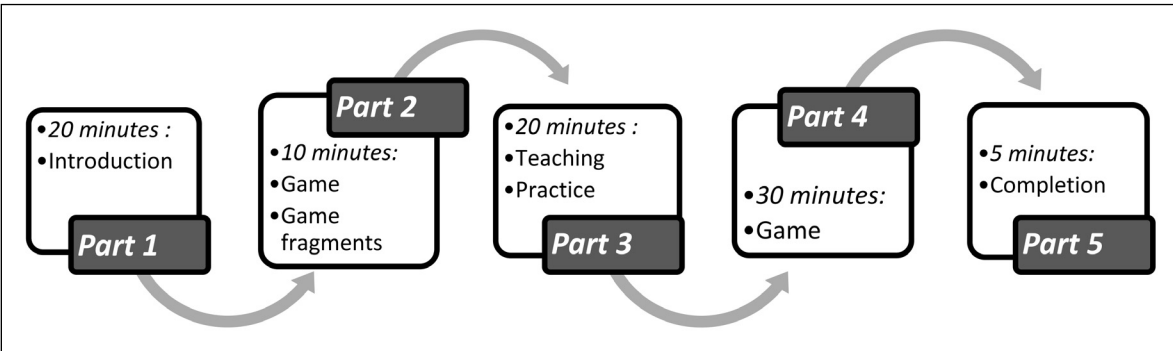 •20 minutes :
•Introduction
Part 1
Part 2
•10 minutes:
•Game
•Game
fragments
•20 minutes :
•Teaching
•Practice
Part 3
Part 4
•30 minutes:
•Game
•5 minutes:
•Completion
Part 5